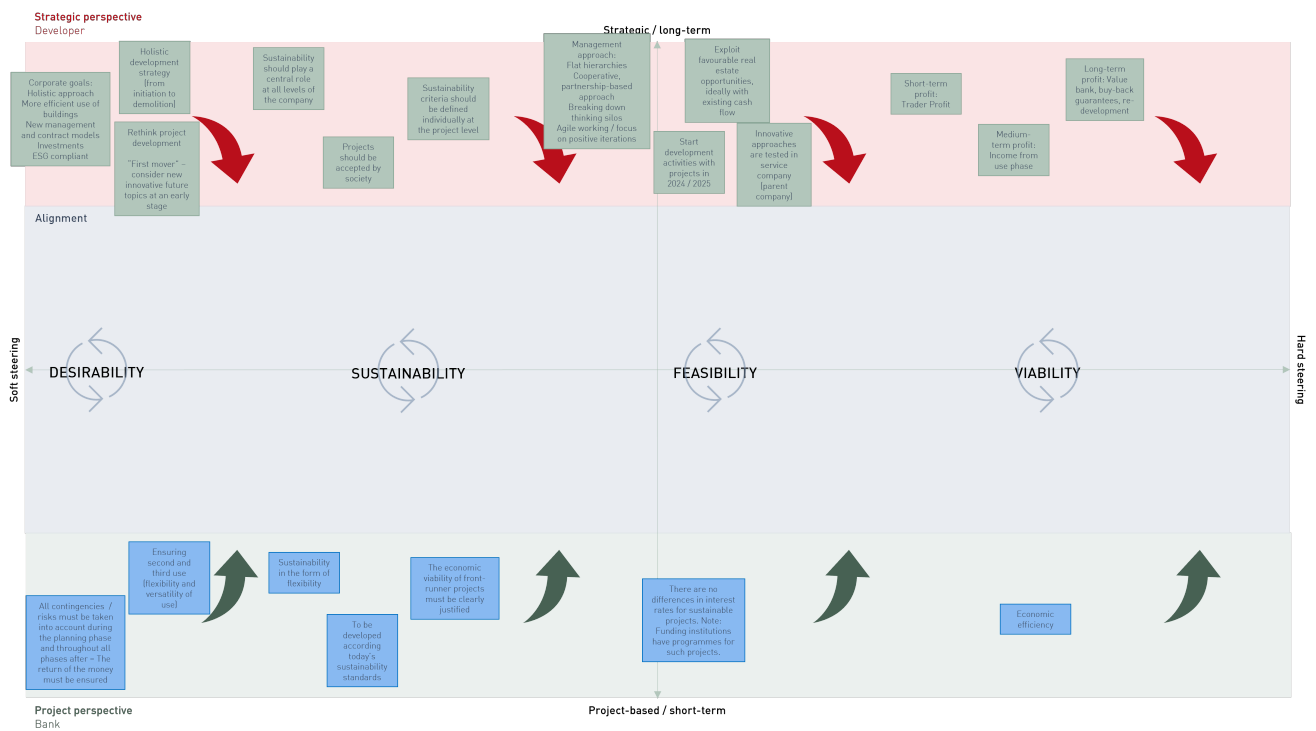 Strategic perspective
Developer
Strategic / long-term
Corporate goals:
Holistic approach
More efficient use of
buildings
New management
and contract models
Investments
ESG compliant
Holistic
development
strategy
(from
initiation to
demolition)
Rethink project
development
"First mover" –
consider new
innovative future
topics at an early
stage
Sustainability
should play a
central role
at all levels of
the company
Projects
should be
accepted by
society
Sustainability
criteria should
be defined
individually at
the project level
Management
approach:
Flat hierarchies
Cooperative,
partnership-based
approach
Breaking down
thinking silos
Agile working / focus
on positive iterations
Start
development
activities with
projects in
2024 / 2025
Exploit
favourable real
estate
opportunities,
ideally with
existing cash
flow
Innovative
approaches
are tested in
service
company
(parent
company)
Short-term
profit:
Trader Profit
Medium-
term profit:
Income from
use phase
Long-term
profit: Value
bank, buy-back
guarantees, re-
development
Alignment
Soft steering
DESIRABILITY
SUSTAINABILITY
FEASIBILITY
VIABILITY
Hard steering
All contingencies /
risks must be taken
into account during
the planning phase
and throughout all
phases after – The
return of the money
must be ensured
Ensuring
second and
third use
(flexibility and
versatility of
use)
Sustainability
in the form of
flexibility
To be
developed
according
today's
sustainability
standards
The economic
viability of front-
runner projects
must be clearly
justified
There are no
differences in interest
rates for sustainable
projects. Note:
Funding institutions
have programmes for
such projects.
Economic
efficiency
Project perspective
Bank
Project-based / short-term